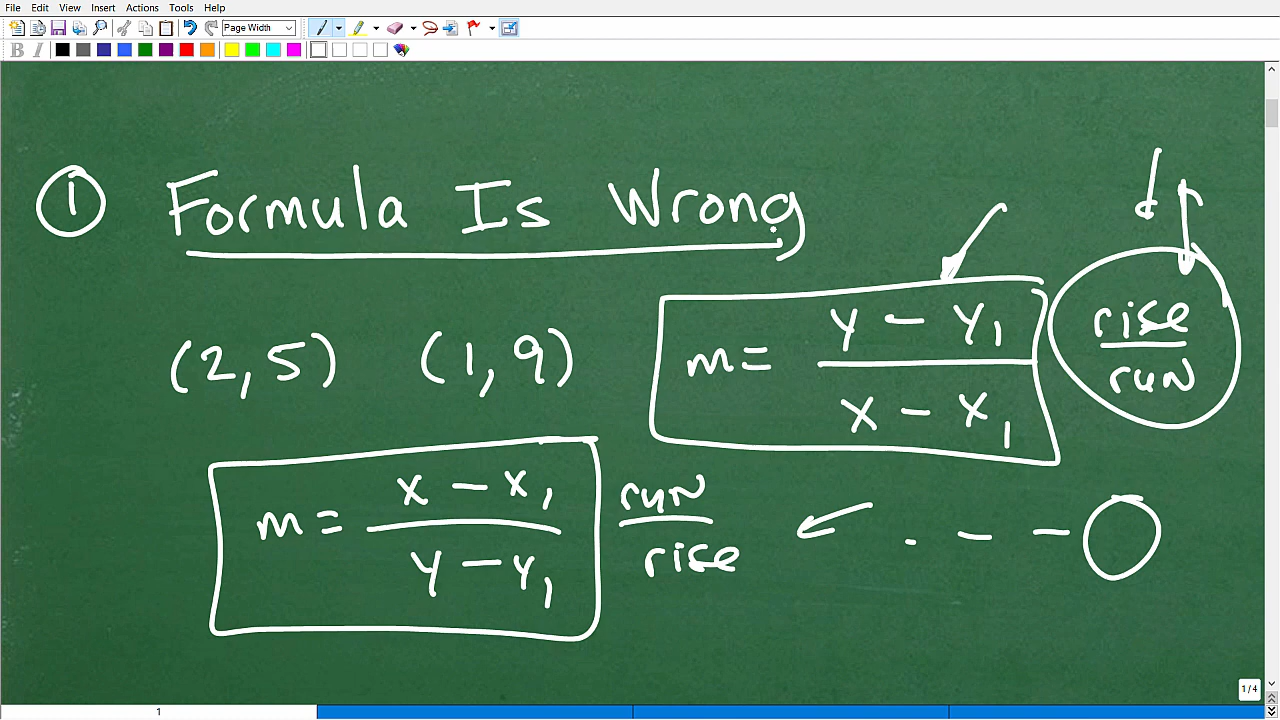 File Edit View Insert Actions Tools Help
Page Width
B I
1 Formula Is Wrong
(2, 5) (1, 9)
m = y - y1 / x - x1
rise / run
m = x - x1 / y - y1
run / rise
1/4
1